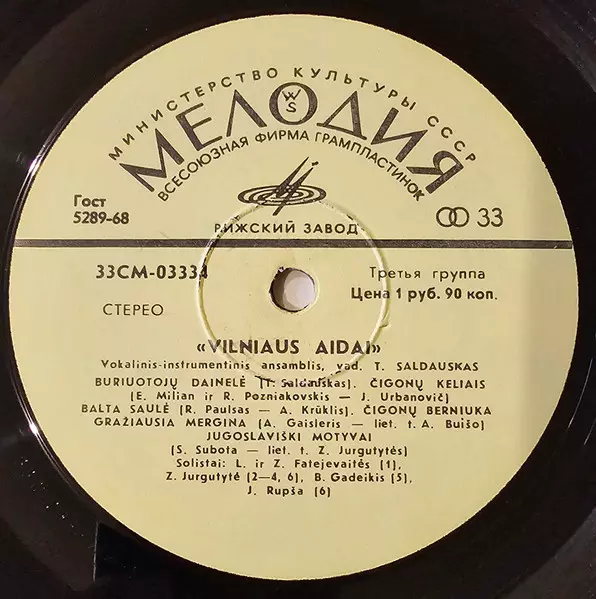 МИНИСТЕРСТВО КУЛЬТУРЫ СССР
МЕЛОДИЯ
ВСЕСОЮЗНАЯ ФИРМА ГРАМПЛАСТИНОК
Гост
5289-68
33
РИЖСКИЙ ЗАВОД
33СМ-03334
Третья группа
СТЕРЕО
Цена 1 руб. 90 коп.
«VILNIAUS AIDAI»
Vokalinis-instrumentinis ansamblis, vad. T. SALDAUSKAS
BURIUOTOJŲ DAINELĖ (T. Saldauskas). ČIGONŲ KELIAIS
(E. Milian ir R. Pozniakovskis — J. Urbanovič)
BALTA SAULĖ (R. Paulsas — A. Krūklis). ČIGONŲ BERNIUKA
GRAŽIAUSIA MERGINA (A. Gaisleris — liet. t. A. Buišo)
JUGOSLAVIŠKI MOTYVAI
(S. Subota — liet. t. Z. Jurgutytės)
Solistai: L. ir Z. Fatejevaitės (1),
Z. Jurgutytė (2—4, 6), B. Gadeikis (5),
J. Rupša (6)